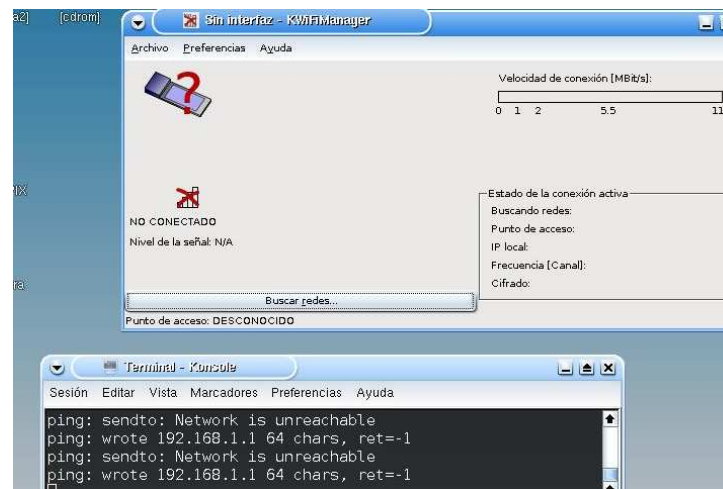 a2] [cdrom]
Sin interfaz - KWiFiManager
Archivo Preferencias Ayuda
Velocidad de conexión [MBit/s]:
0 1 2 5.5 11
IX
NO CONECTADO
Nivel de la señal: N/A
Estado de la conexión activa
Buscando redes:
Punto de acceso:
IP local:
Frecuencia [Canal]:
Cifrado:
ra
Buscar redes...
Punto de acceso: DESCONOCIDO
Terminal - Konsole
Sesión Editar Vista Marcadores Preferencias Ayuda
ping: sendto: Network is unreachable
ping: wrote 192.168.1.1 64 chars, ret=-1
ping: sendto: Network is unreachable
ping: wrote 192.168.1.1 64 chars, ret=-1